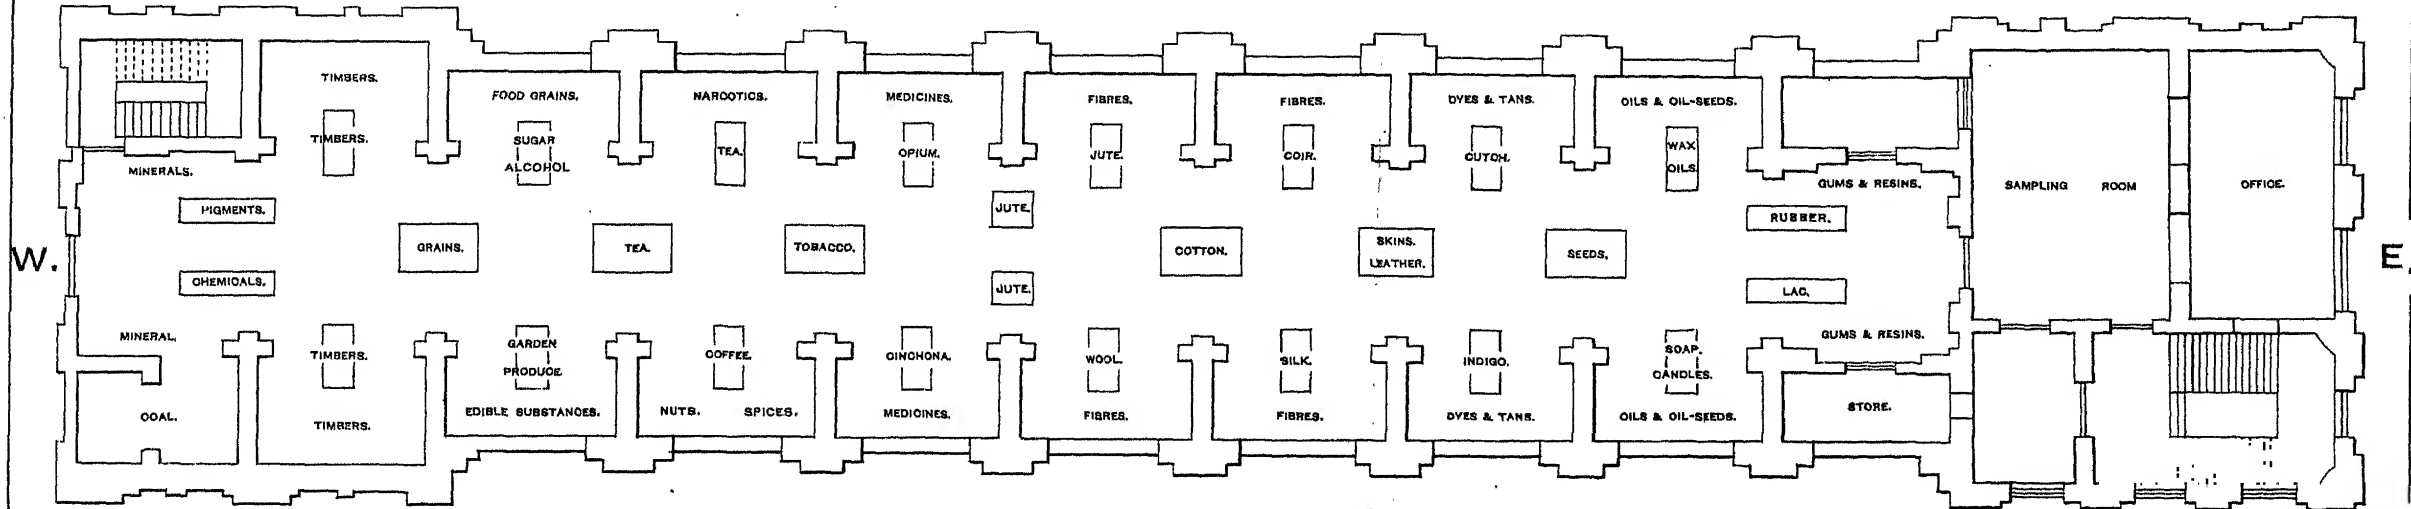 TIMBERS.
FOOD GRAINS.
NARCOTICS.
MEDICINES.
FIBRES.
FIBRES.
DYES & TANS.
OILS & OIL-SEEDS.
TIMBERS.
SUGAR
ALCOHOL
TEA.
OPIUM.
JUTE.
COIR.
CUTCH.
WAX
OILS.
MINERALS.
GUMS & RESINS.
SAMPLING ROOM
OFFICE.
PIGMENTS.
JUTE.
RUBBER.
W.
GRAINS.
TEA.
TOBACCO.
COTTON.
SKINS.
LEATHER.
SEEDS.
E.
CHEMICALS.
JUTE.
LAC.
MINERAL.
GUMS & RESINS.
TIMBERS.
GARDEN
PRODUCE
COFFEE.
CINCHONA.
WOOL.
SILK.
INDIGO.
SOAP.
CANDLES.
COAL.
TIMBERS.
EDIBLE SUBSTANCES.
NUTS. SPICES.
MEDICINES.
FIBRES.
FIBRES.
DYES & TANS.
OILS & OIL-SEEDS.
STORE.